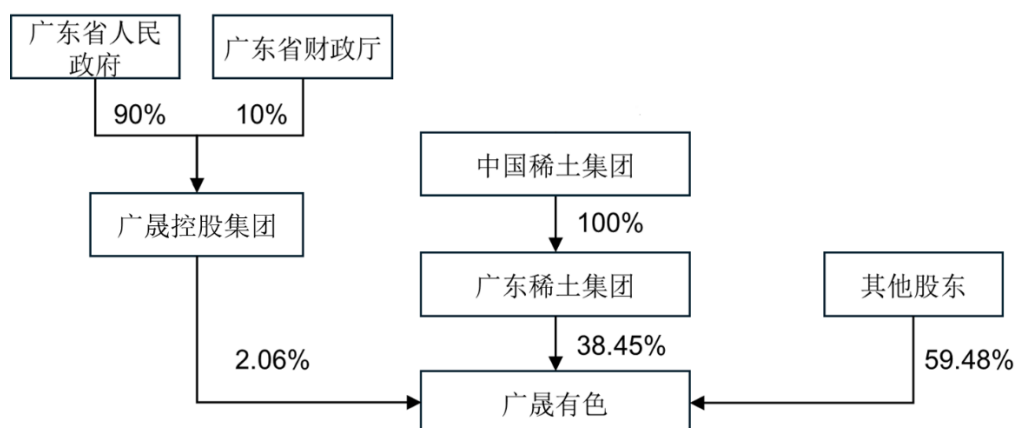 广东省人民
政府
广东省财政厅
90%
10%
中国稀土集团
广晟控股集团
100%
广东稀土集团
其他股东
2.06%
38.45%
59.48%
广晟有色